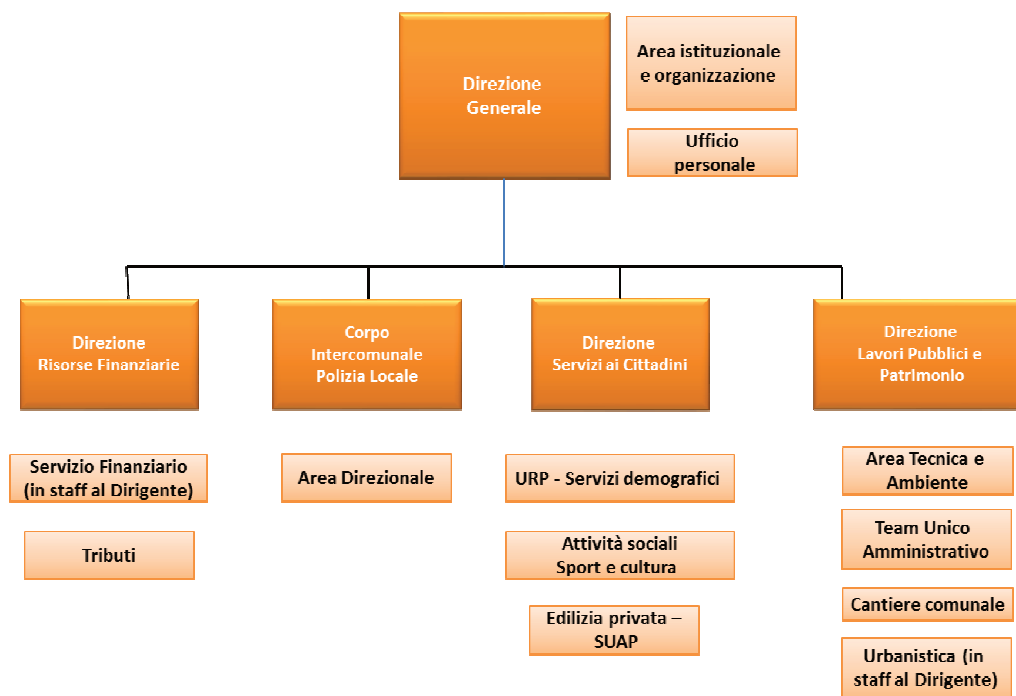 Direzione
Generale
Area istituzionale
e organizzazione
Ufficio
personale
Direzione
Risorse Finanziarie
Corpo
Intercomunale
Polizia Locale
Direzione
Servizi ai Cittadini
Direzione
Lavori Pubblici e
Patrimonio
Servizio Finanziario
(in staff al Dirigente)
Tributi
Area Direzionale
URP - Servizi demografici
Attività sociali
Sport e cultura
Edilizia privata –
SUAP
Area Tecnica e
Ambiente
Team Unico
Amministrativo
Cantiere comunale
Urbanistica (in
staff al Dirigente)